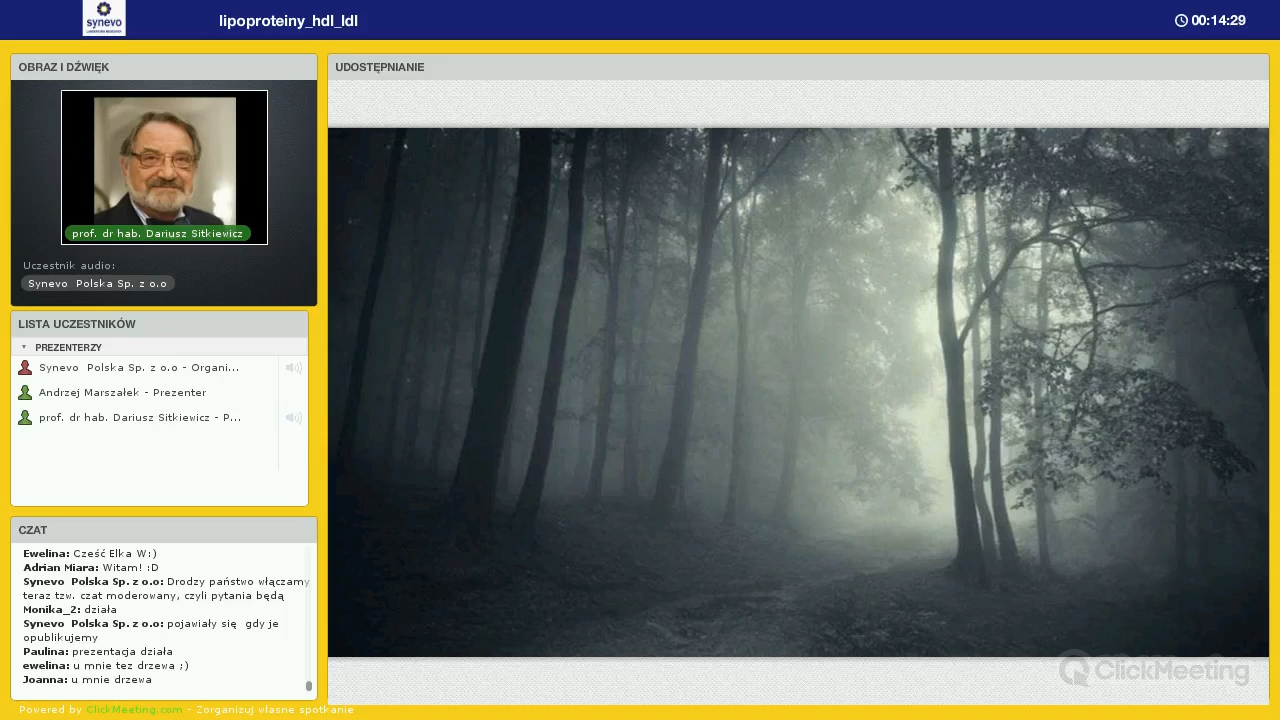 synevo
lipoproteiny_hdl_ldl
00:14:29
OBRAZ I DŹWIĘK
prof. dr hab. Dariusz Sitkiewicz
Uczestnik audio:
Synevo Polska Sp. z o.o
LISTA UCZESTNIKÓW
PREZENTERZY
Synevo Polska Sp. z o.o - Organi...
Andrzej Marszałek - Prezenter
prof. dr hab. Dariusz Sitkiewicz - P...
CZAT
Ewelina: Cześć Elka W:)
Adrian Miara: Witam! :D
Synevo Polska Sp. z o.o: Drodzy państwo włączamy
teraz tzw. czat moderowany, czyli pytania będą
Monika_2: działa
Synevo Polska Sp. z o.o: pojawiały się gdy je
opublikujemy
Paulina: prezentacja działa
ewelina: u mnie tez drzewa ;)
Joanna: u mnie drzewa
Powered by ClickMeeting.com - Zorganizuj własne spotkanie
UDOSTĘPNIANIE
ClickMeeting